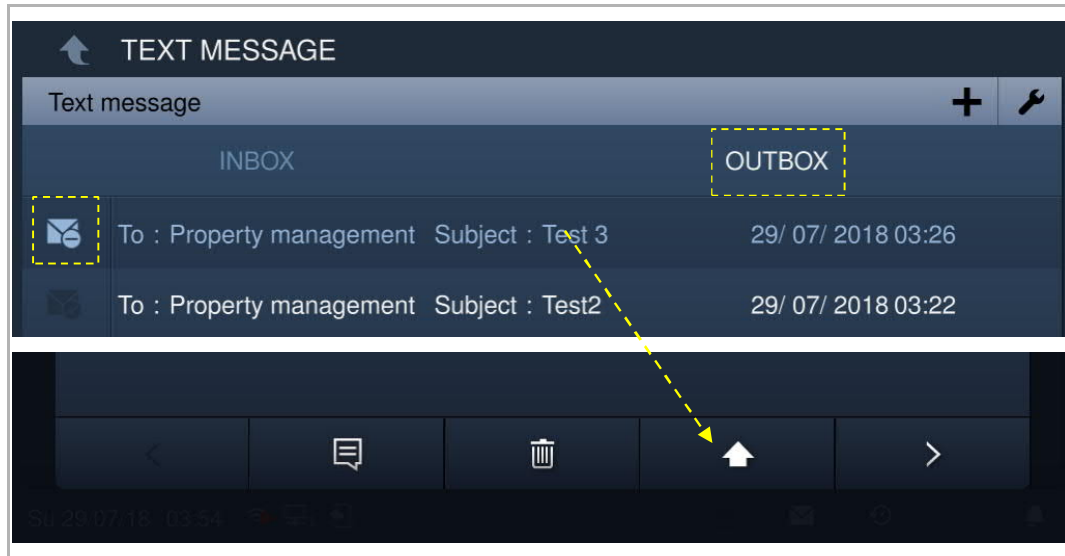 TEXT MESSAGE
Text message
INBOX OUTBOX
To : Property management Subject : Test 3 29/ 07/ 2018 03:26
To : Property management Subject : Test2 29/ 07/ 2018 03:22
Su 29 07 18 03:54